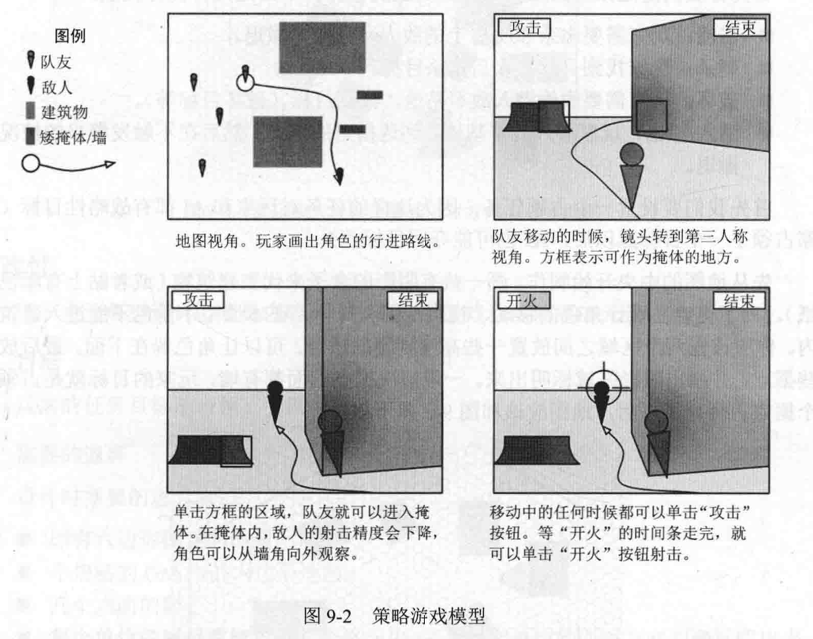 图例
队友
敌人
建筑物
矮掩体/墙
地图视角。玩家画出角色的行进路线。
攻击
结束
队友移动的时候，镜头转到第三人称
视角。方框表示可作为掩体的地方。
攻击
结束
单击方框的区域，队友就可以进入掩
体。在掩体内，敌人的射击精度会下降，
角色可以从墙角向外观察。
开火
结束
移动中的任何时候都可以单击“攻击”
按钮。等“开火”的时间条走完，就
可以单击“开火”按钮射击。
图 9-2 策略游戏模型